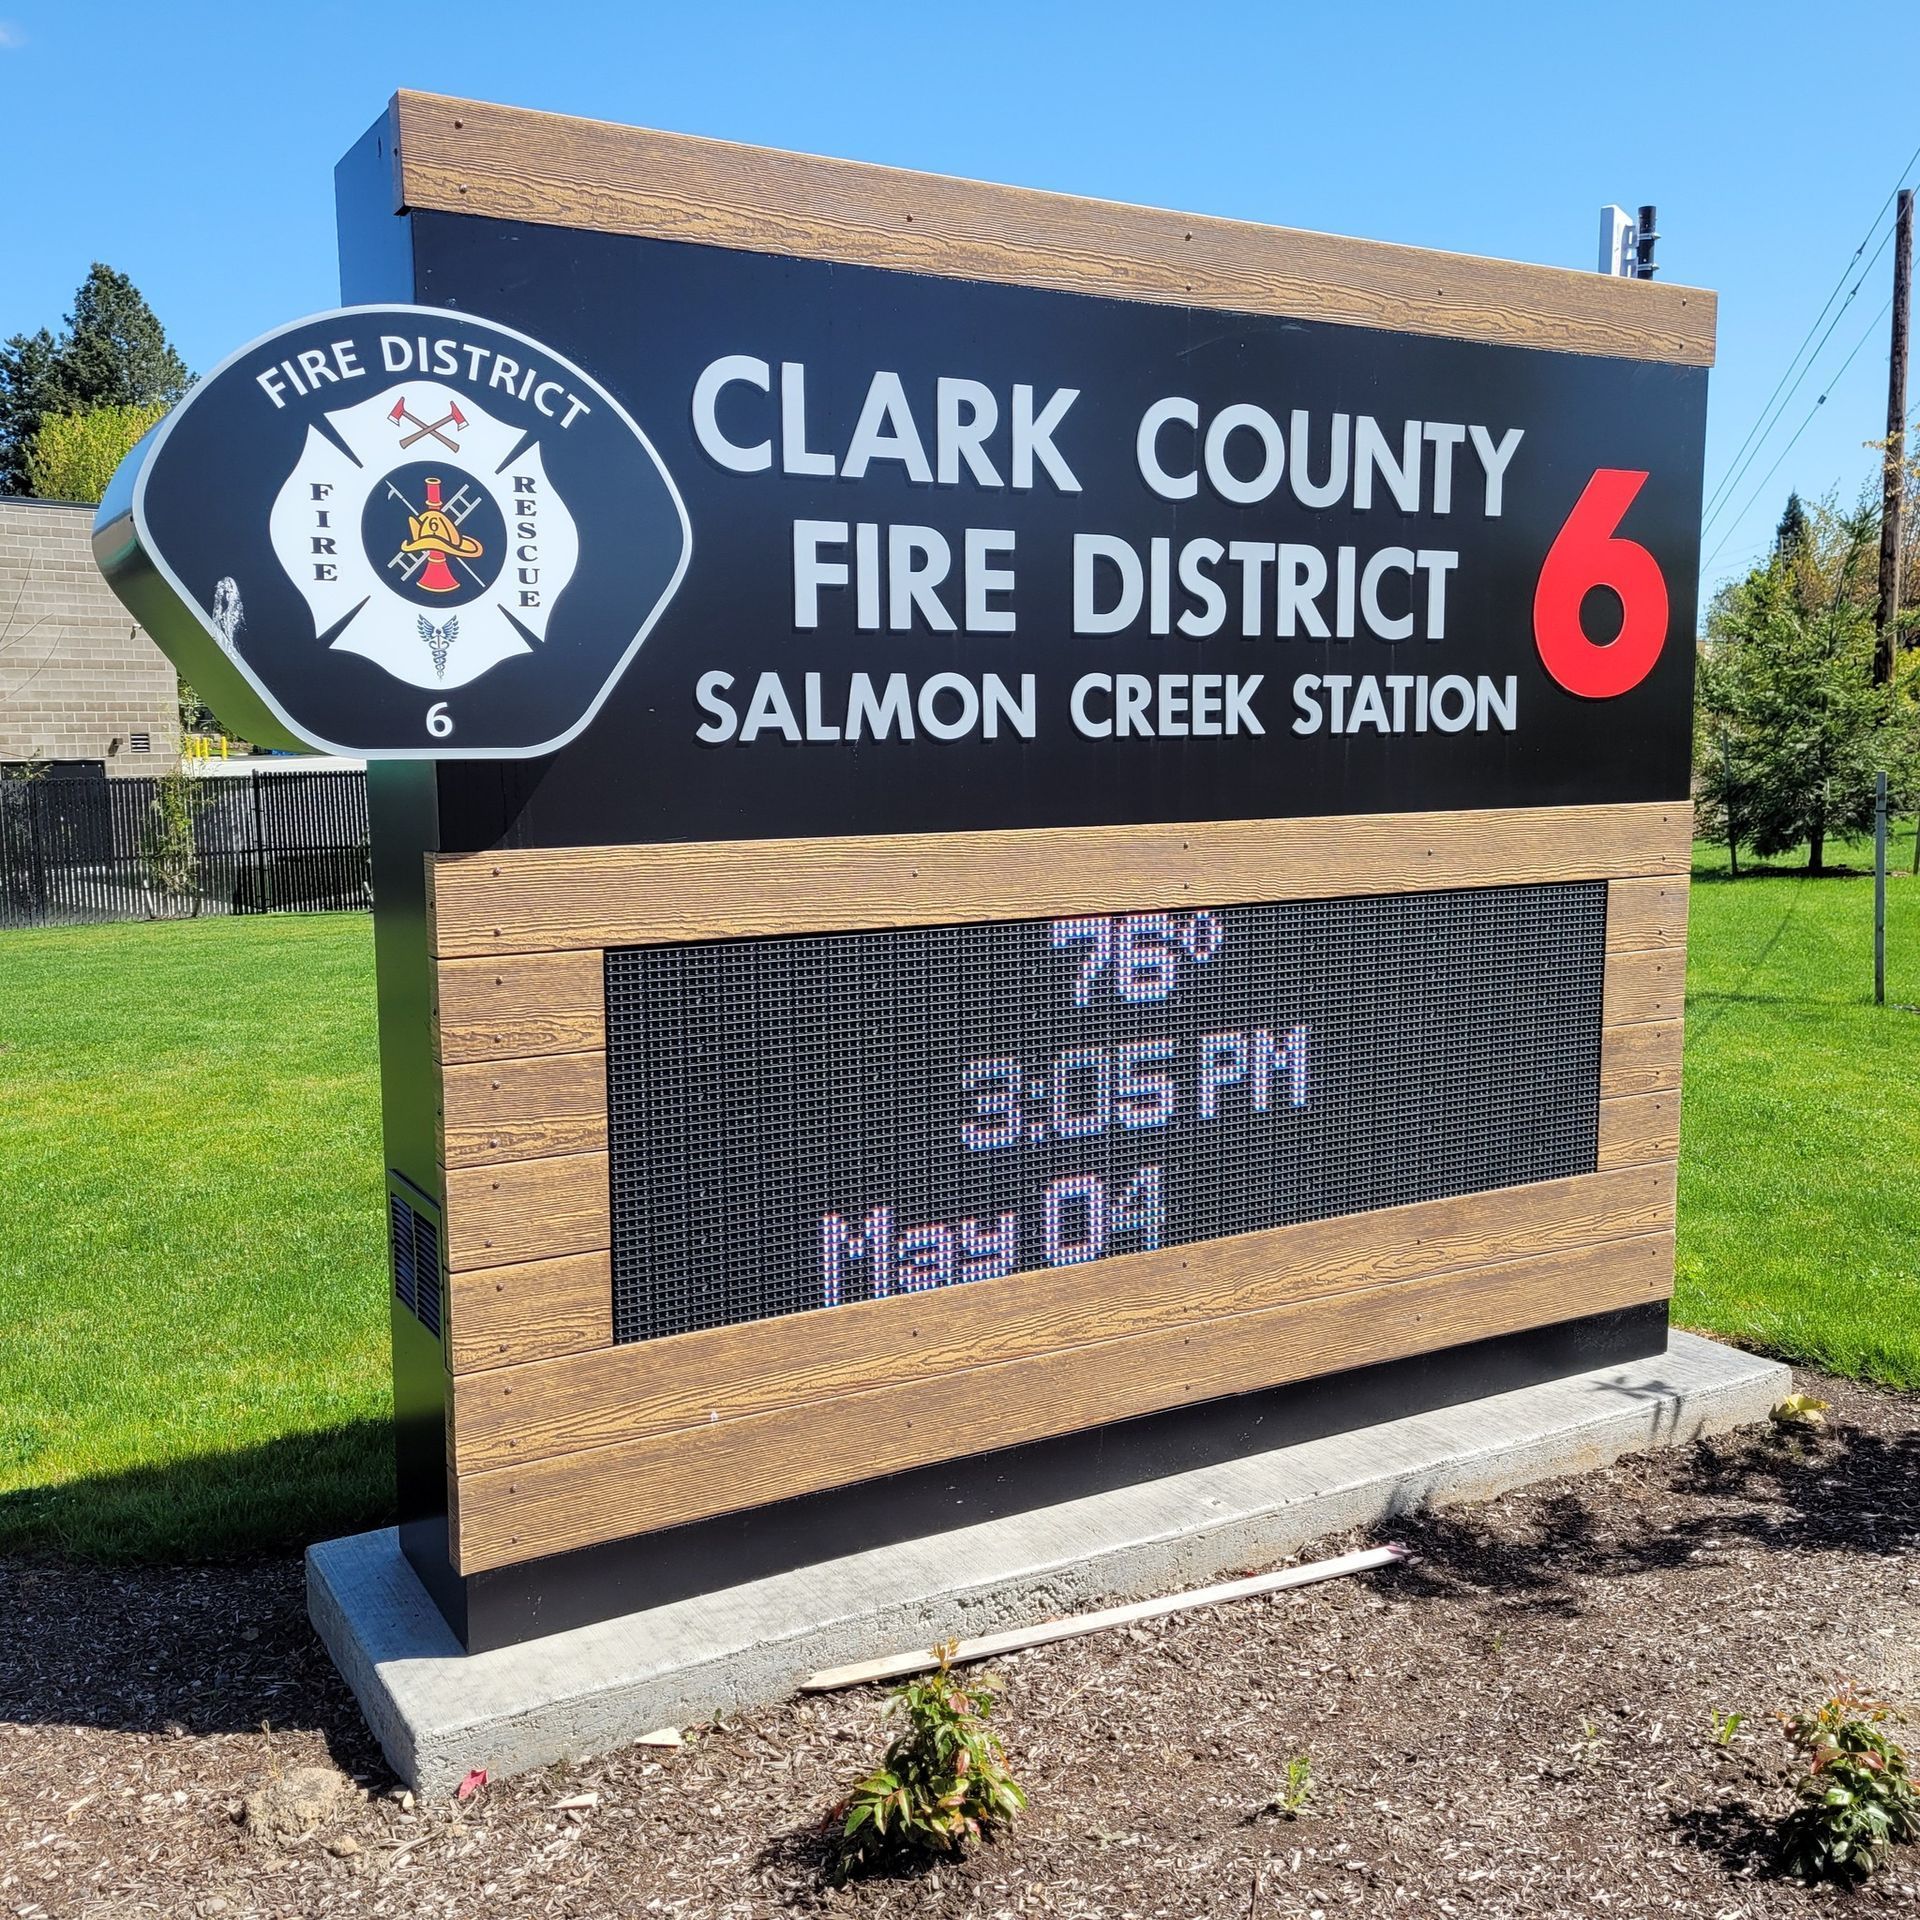 FIRE DISTRICT
FIRE
RESCUE
6
6
CLARK COUNTY
FIRE DISTRICT
6
SALMON CREEK STATION
76°
3:05 PM
May 04